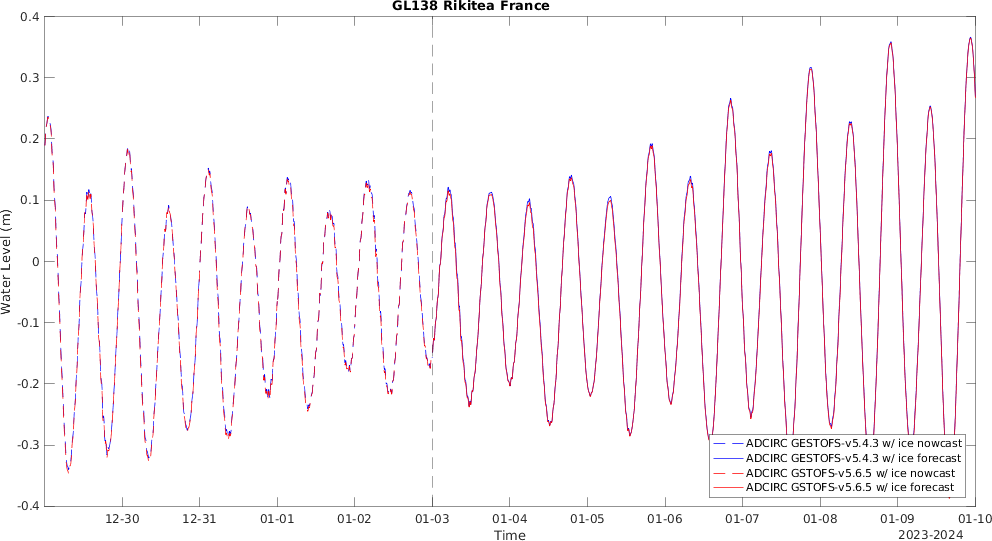 GL138 Rikitea France
0.4
0.3
0.2
0.1
0
-0.1
-0.2
-0.3
-0.4
Water Level (m)
ADCIRC GESTOFS-v5.4.3 w/ ice nowcast
ADCIRC GESTOFS-v5.4.3 w/ ice forecast
ADCIRC GSTOFS-v5.6.5 w/ ice nowcast
ADCIRC GSTOFS-v5.6.5 w/ ice forecast
12-30 12-31 01-01 01-02 01-03 01-04 01-05 01-06 01-07 01-08 01-09 01-10
Time
2023-2024